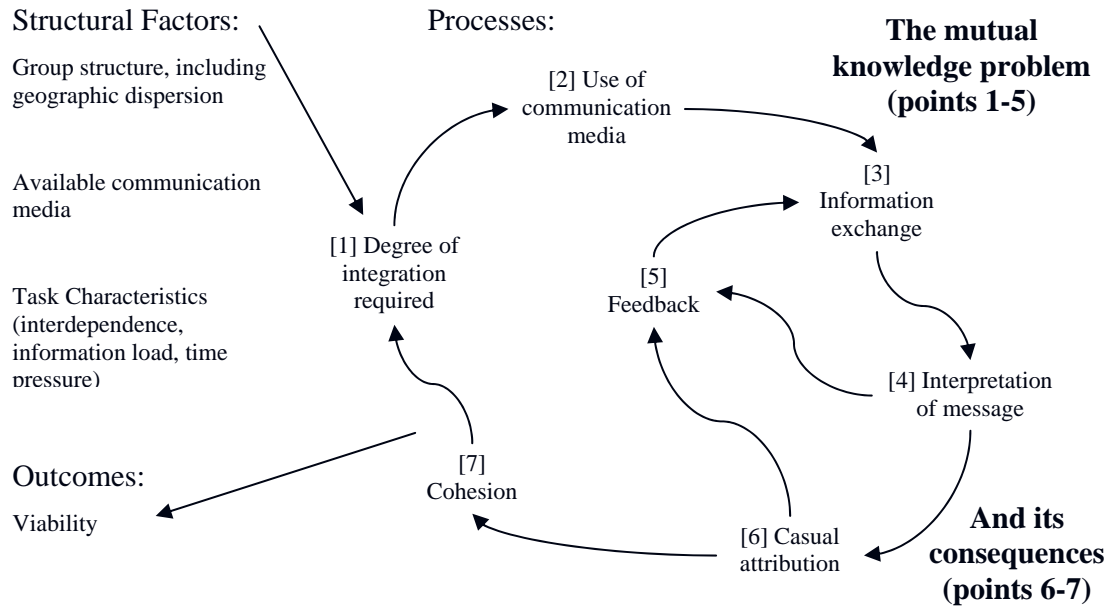 Structural Factors:
Group structure, including
geographic dispersion
Available communication
media
Task Characteristics
(interdependence,
information load, time
pressure)
Outcomes:
Viability
Processes:
[1] Degree of
integration
required
[2] Use of
communication
media
[3]
Information
exchange
[4] Interpretation
of message
[5]
Feedback
[6] Casual
attribution
[7]
Cohesion
The mutual
knowledge problem
(points 1-5)
And its
consequences
(points 6-7)